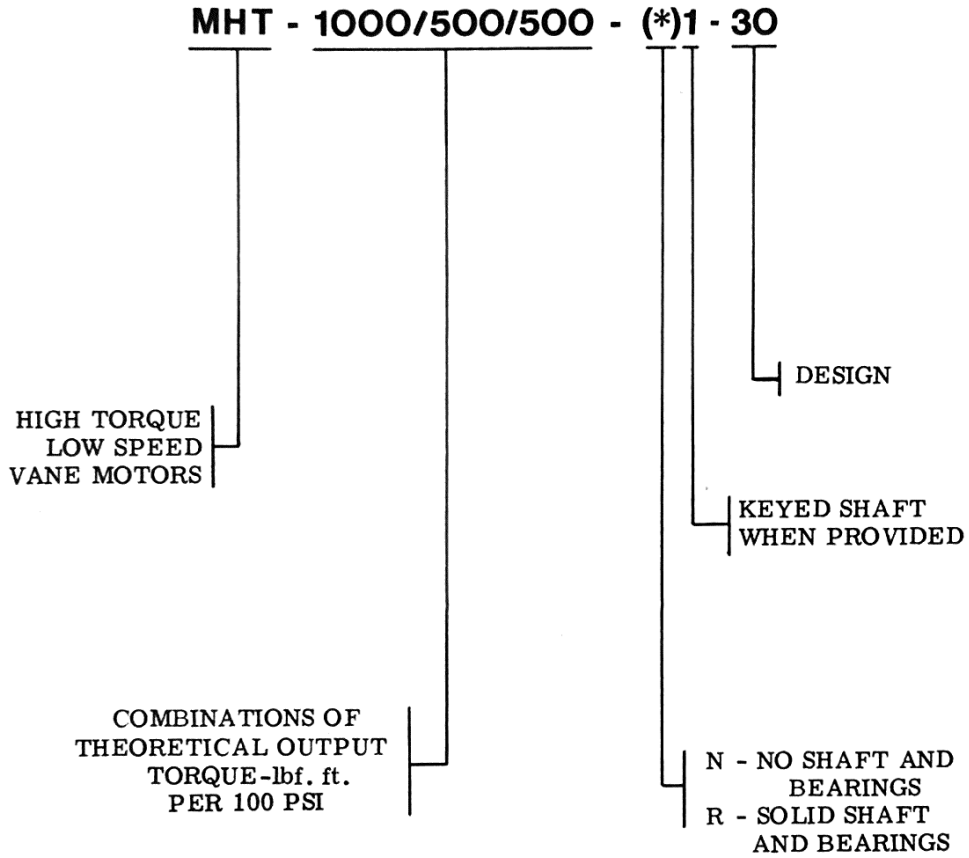 MHT - 1000/500/500 - (*)1 - 30
DESIGN
HIGH TORQUE
LOW SPEED
VANE MOTORS
KEYED SHAFT
WHEN PROVIDED
COMBINATIONS OF
THEORETICAL OUTPUT
TORQUE-lbf. ft.
PER 100 PSI
N - NO SHAFT AND
BEARINGS
R - SOLID SHAFT
AND BEARINGS